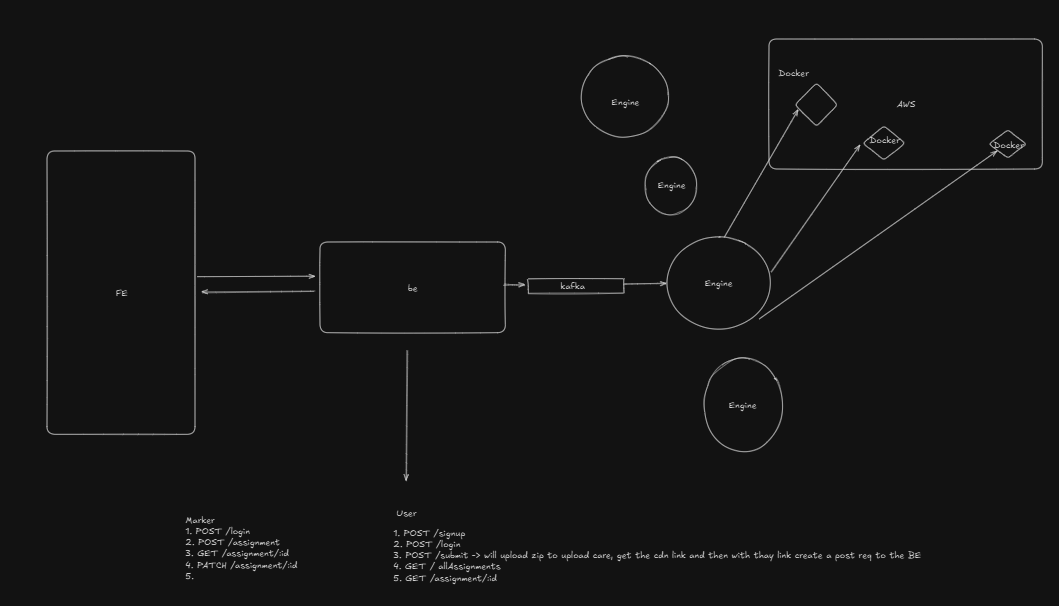 Engine
Docker
AWS
Docker
Docker
Engine
FE
be
kafka
Engine
Engine
Marker
1. POST /login
2. POST /assignment
3. GET /assignment/:id
4. PATCH /assignment/:id
5.
User
1. POST /signup
2. POST /login
3. POST /submit -> will upload zip to upload care, get the cdn link and then with thay link create a post req to the BE
4. GET / allAssignments
5. GET /assignment/:id